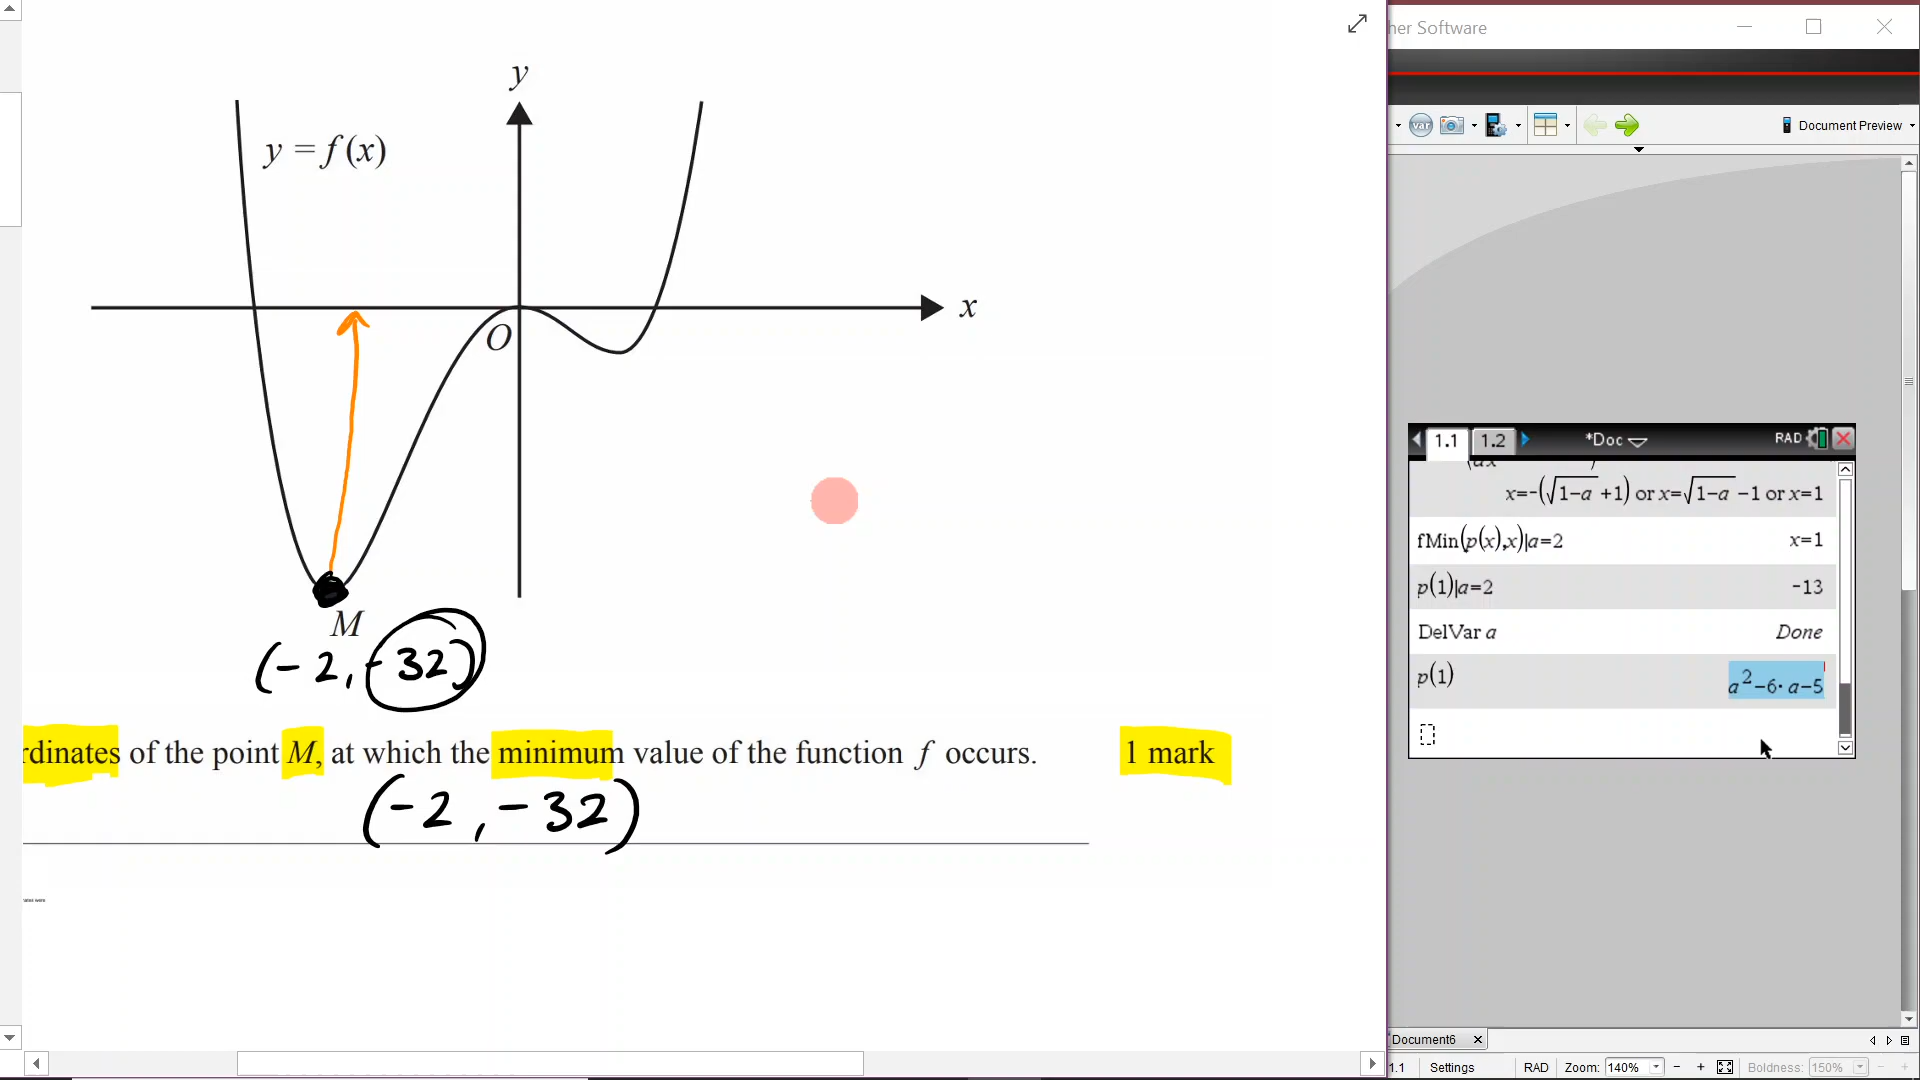 y
y = f(x)
x
O
M
(-2, -32)
rdinates of the point M, at which the minimum value of the function f occurs. 1 mark
(-2, -32)
her Software
var
Document Preview
1.1 1.2 *Doc RAD
x=-(√1-a +1) or x=√1-a -1 or x=1
fMin(p(x),x)|a=2 x=1
p(1)|a=2 -13
DelVar a Done
p(1) a²-6·a-5
Document6
1.1 Settings RAD Zoom: 140% - + Boldness: 150% - +